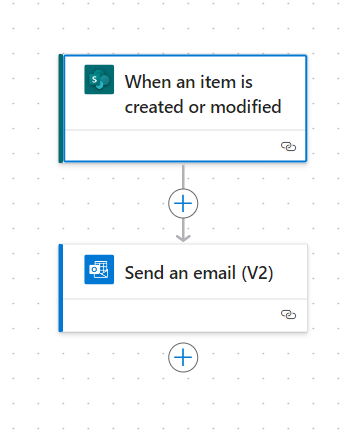 When an item is
created or modified
Send an email (V2)